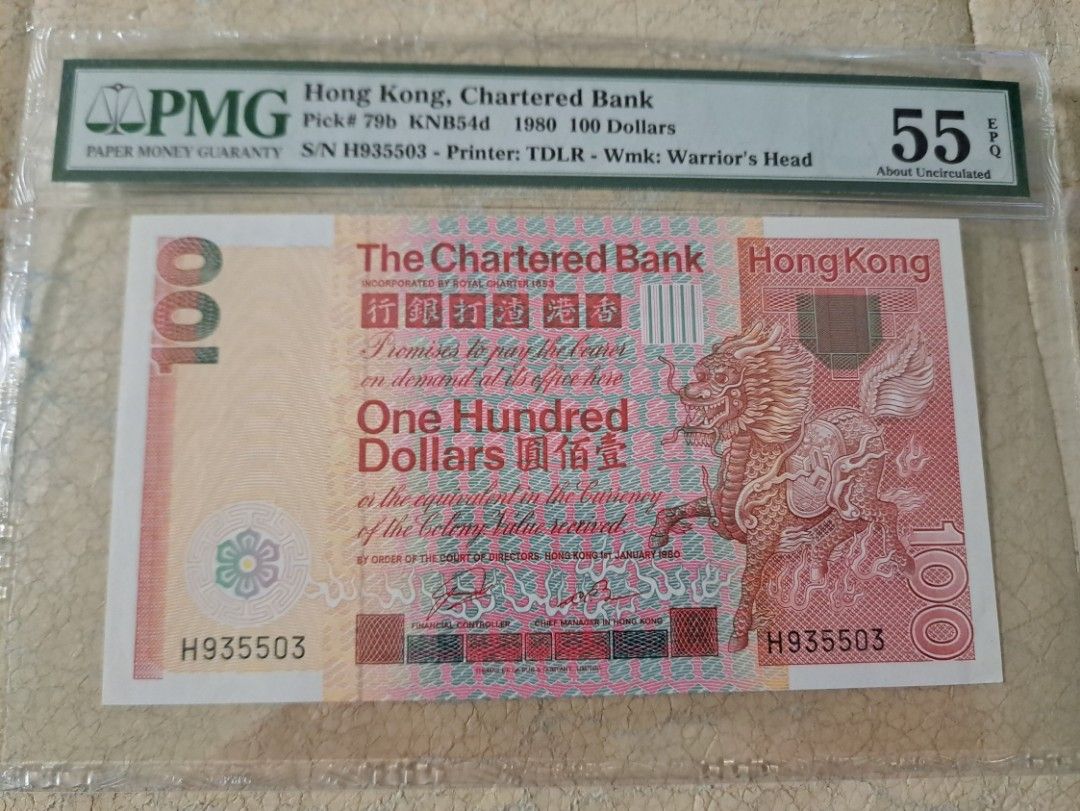 PMG
PAPER MONEY GUARANTY
Hong Kong, Chartered Bank
Pick# 79b KNB54d 1980 100 Dollars
S/N H935503 - Printer: TDLR - Wmk: Warrior's Head
55
EPQ
About Uncirculated
100
The Chartered Bank
INCORPORATED BY ROYAL CHARTER 1853
行銀打渣港香
Promises to pay the bearer
on demand at its office here
One Hundred
Dollars 圓佰壹
or the equivalent in the Currency
of the Colony Value received
BY ORDER OF THE COURT OF DIRECTORS HONG KONG 1ST JANUARY 1980
FINANCIAL CONTROLLER CHIEF MANAGER IN HONG KONG
H935503
Hong Kong
100
H935503